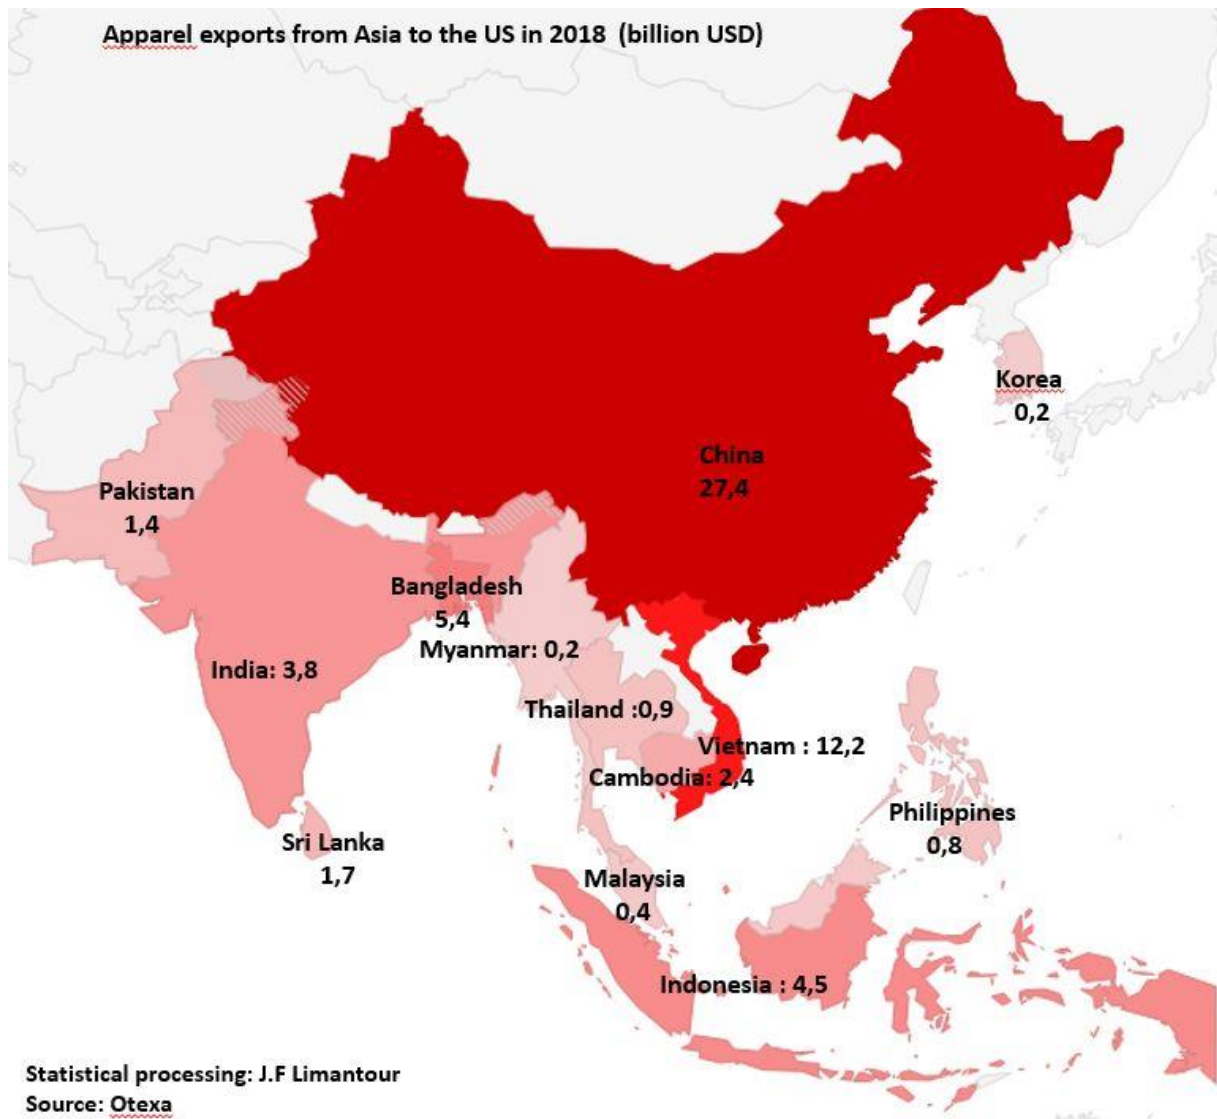 Apparel exports from Asia to the US in 2018 (billion USD)
Korea
0,2
China
27,4
Pakistan
1,4
Bangladesh
5,4
Myanmar: 0,2
India: 3,8
Thailand :0,9
Vietnam : 12,2
Cambodia: 2,4
Philippines
0,8
Sri Lanka
1,7
Malaysia
0,4
Indonesia : 4,5
Statistical processing: J.F Limantour
Source: Otexa